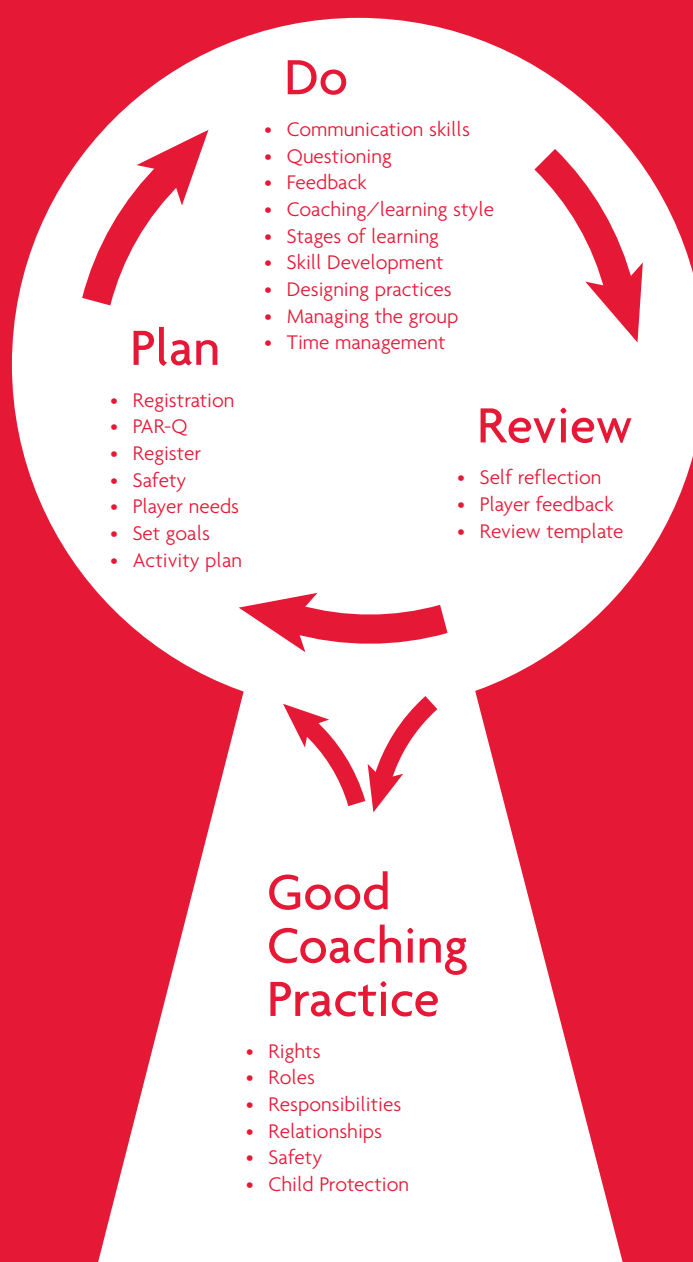 Do
• Communication skills
• Questioning
• Feedback
• Coaching/learning style
• Stages of learning
• Skill Development
• Designing practices
• Managing the group
• Time management
Plan
• Registration
• PAR-Q
• Register
• Safety
• Player needs
• Set goals
• Activity plan
Review
• Self reflection
• Player feedback
• Review template
Good
Coaching
Practice
• Rights
• Roles
• Responsibilities
• Relationships
• Safety
• Child Protection